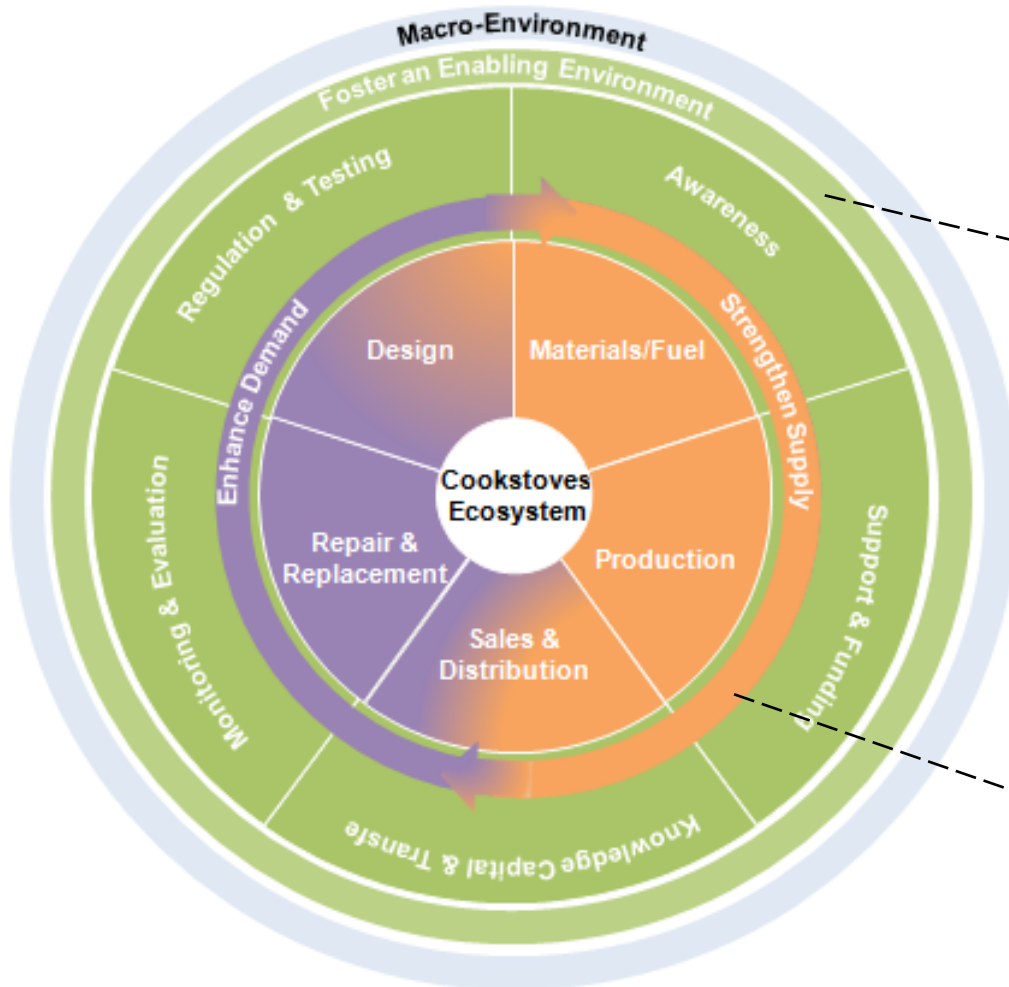 Macro-Environment
Foster an Enabling Environment
Regulation & Testing
Awareness
Enhance Demand
Strengthen Supply
Design
Materials/Fuel
Cookstoves
Ecosystem
Repair &
Replacement
Production
Sales &
Distribution
Monitoring & Evaluation
Support & Funding
Knowledge Capital & Transfe